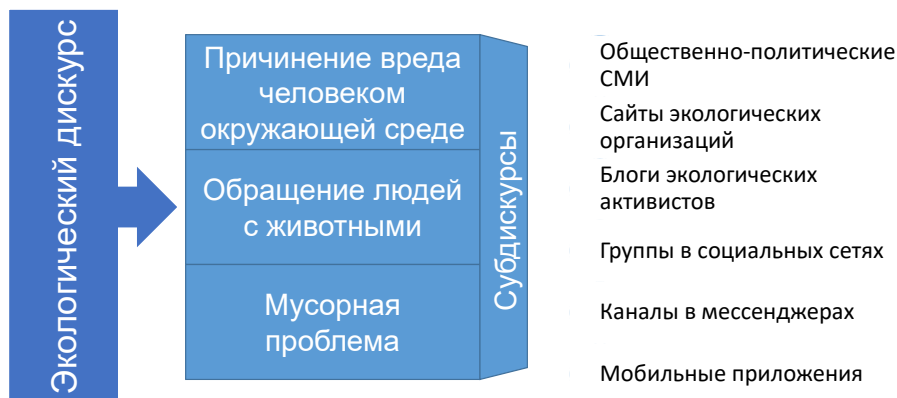 Экологический дискурс
Причинение вреда
человеком
окружающей среде
Обращение людей
с животными
Мусорная
проблема
Субдискурсы
Общественно-политические
СМИ
Сайты экологических
организаций
Блоги экологических
активистов
Группы в социальных сетях
Каналы в мессенджерах
Мобильные приложения